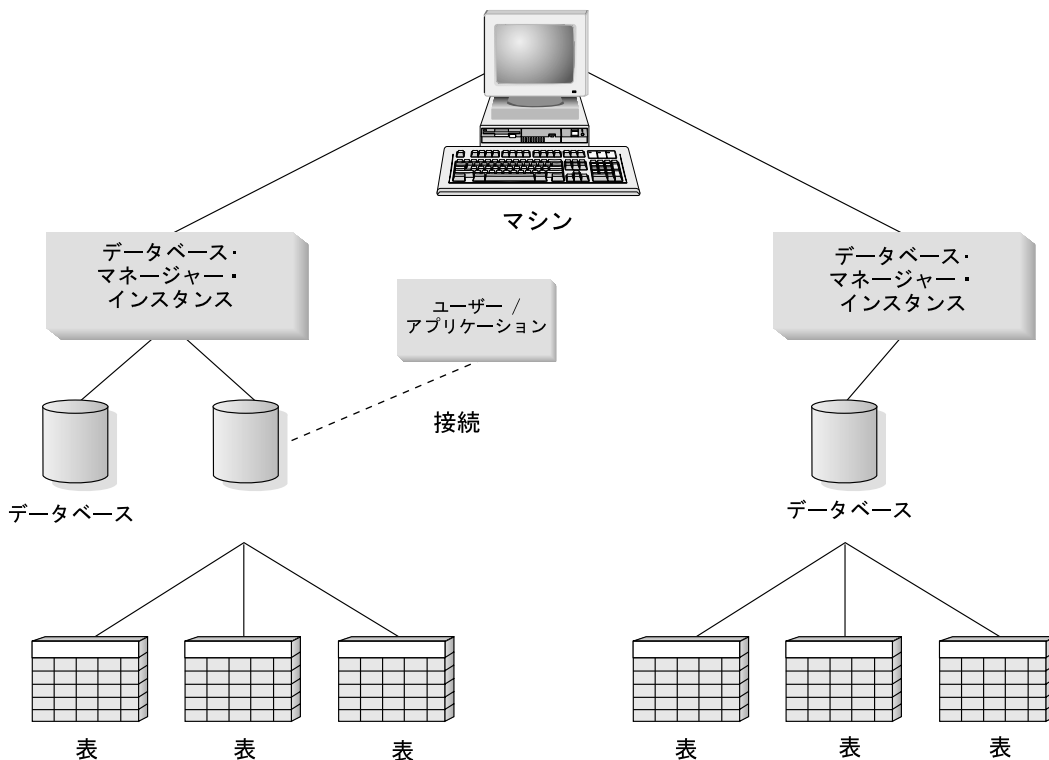 マシン
データベース・
マネージャー・
インスタンス
ユーザー /
アプリケーション
データベース・
マネージャー・
インスタンス
接続
データベース
データベース
表
表
表
表
表
表